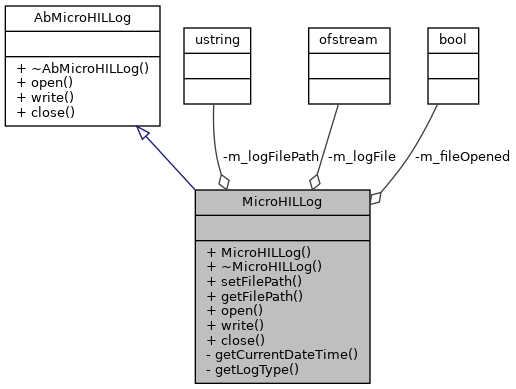 AbMicroHILLog
+ ~AbMicroHILLog()
+ open()
+ write()
+ close()
ustring
ofstream
bool
-m_logFilePath
-m_logFile
-m_fileOpened
MicroHILLog
+ MicroHILLog()
+ ~MicroHILLog()
+ setFilePath()
+ getFilePath()
+ open()
+ write()
+ close()
- getCurrentDateTime()
- getLogType()